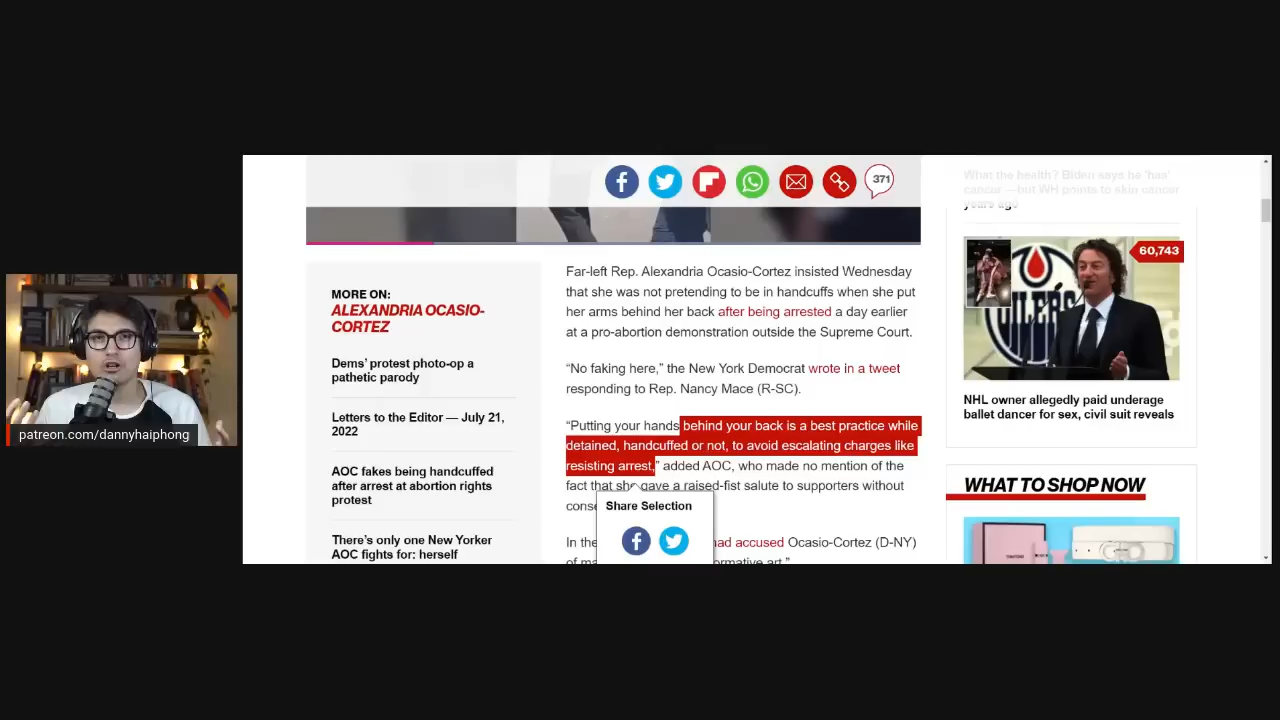 371
What the health? Biden says he 'has'
cancer —but WH points to skin cancer
years ago
60,743
OILERS
NHL owner allegedly paid underage
ballet dancer for sex, civil suit reveals
WHAT TO SHOP NOW
MORE ON:
ALEXANDRIA OCASIO-
CORTEZ
Dems' protest photo-op a
pathetic parody
Letters to the Editor — July 21,
2022
AOC fakes being handcuffed
after arrest at abortion rights
protest
There's only one New Yorker
AOC fights for: herself
Far-left Rep. Alexandria Ocasio-Cortez insisted Wednesday
that she was not pretending to be in handcuffs when she put
her arms behind her back after being arrested a day earlier
at a pro-abortion demonstration outside the Supreme Court.
“No faking here,” the New York Democrat wrote in a tweet
responding to Rep. Nancy Mace (R-SC).
“Putting your hands behind your back is a best practice while
detained, handcuffed or not, to avoid escalating charges like
resisting arrest,” added AOC, who made no mention of the
fact that she gave a raised-fist salute to supporters without
Share Selection
In the had accused Ocasio-Cortez (D-NY)
patreon.com/dannyhaiphong